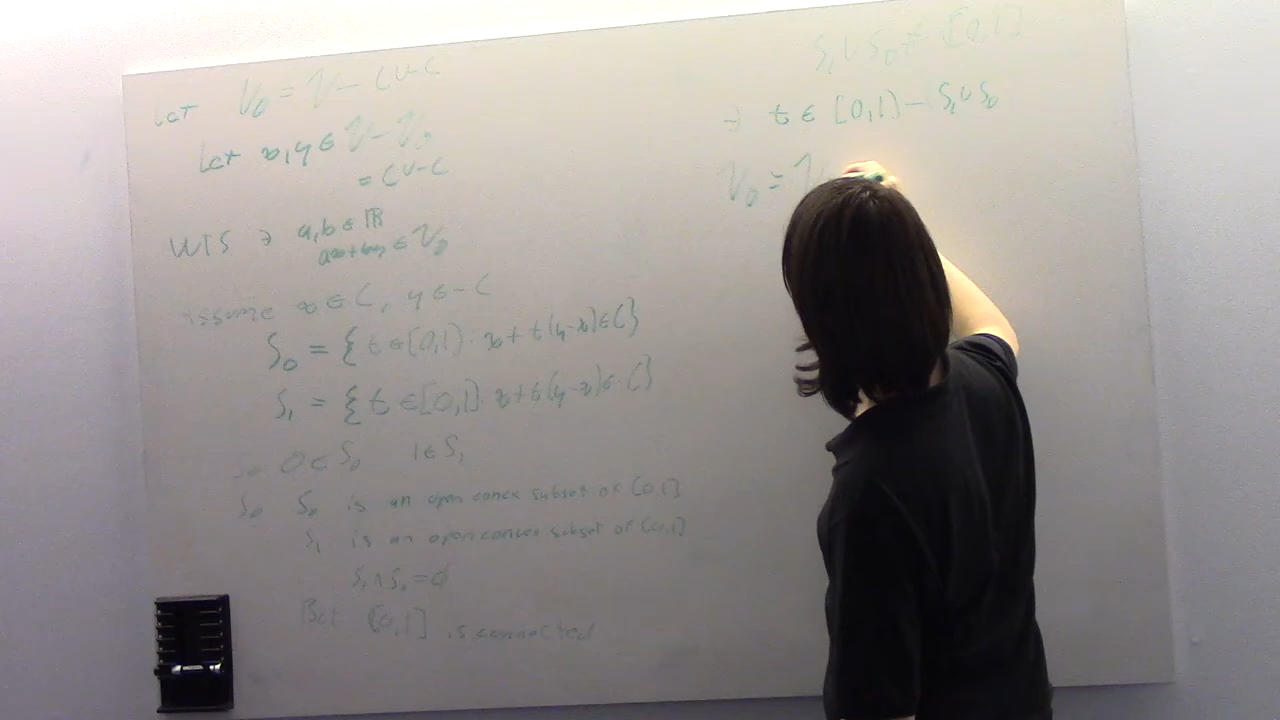 Let V₀ = V - C ∪ -C
Let x, y ∈ V - V₀
= C ∪ -C
WTS ∃ a, b ∈ ℝ
ax + by ∈ V₀
Assume x ∈ C, y ∈ -C
S₀ = { t ∈ [0,1] : x + t(y-x) ∈ C }
S₁ = { t ∈ [0,1] : x + t(y-x) ∈ -C }
So 0 ∈ S₀ 1 ∈ S₁
So S₀ is an open convex subset of [0,1]
S₁ is an open convex subset of [0,1]
S₁ ∩ S₀ = ∅
But [0,1] is connected
S₁ ∪ S₀ ≠ [0,1]
∃ t ∈ [0,1] - (S₁ ∪ S₀
V₀ = V